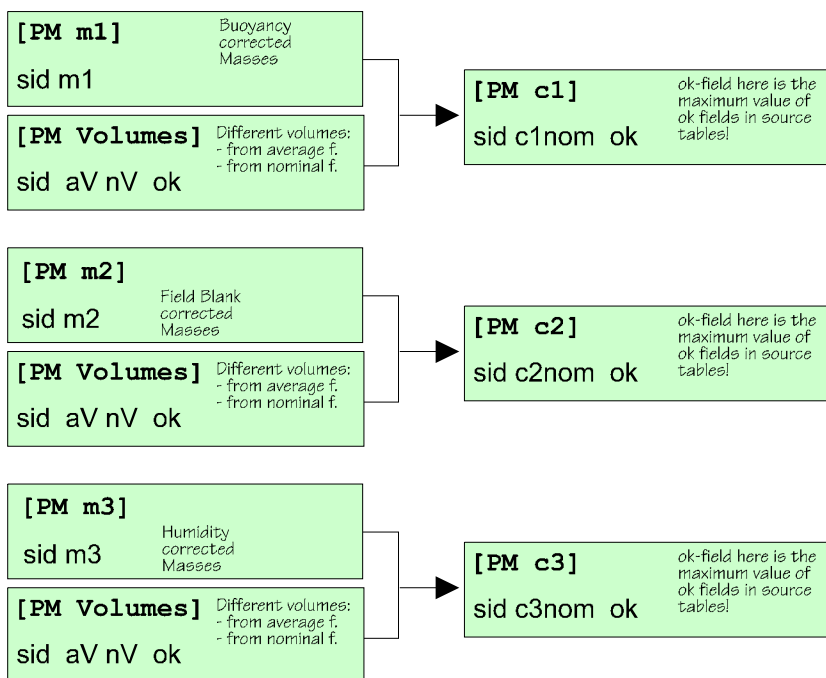 [PM m1]
Buoyancy
corrected
Masses
sid m1
[PM Volumes]
Different volumes:
- from average f.
- from nominal f.
sid aV nV ok
[PM c1]
ok-field here is the
maximum value of
ok fields in source
tables!
sid c1nom ok
[PM m2]
Field Blank
corrected
Masses
sid m2
[PM Volumes]
Different volumes:
- from average f.
- from nominal f.
sid aV nV ok
[PM c2]
ok-field here is the
maximum value of
ok fields in source
tables!
sid c2nom ok
[PM m3]
Humidity
corrected
Masses
sid m3
[PM Volumes]
Different volumes:
- from average f.
- from nominal f.
sid aV nV ok
[PM c3]
ok-field here is the
maximum value of
ok fields in source
tables!
sid c3nom ok